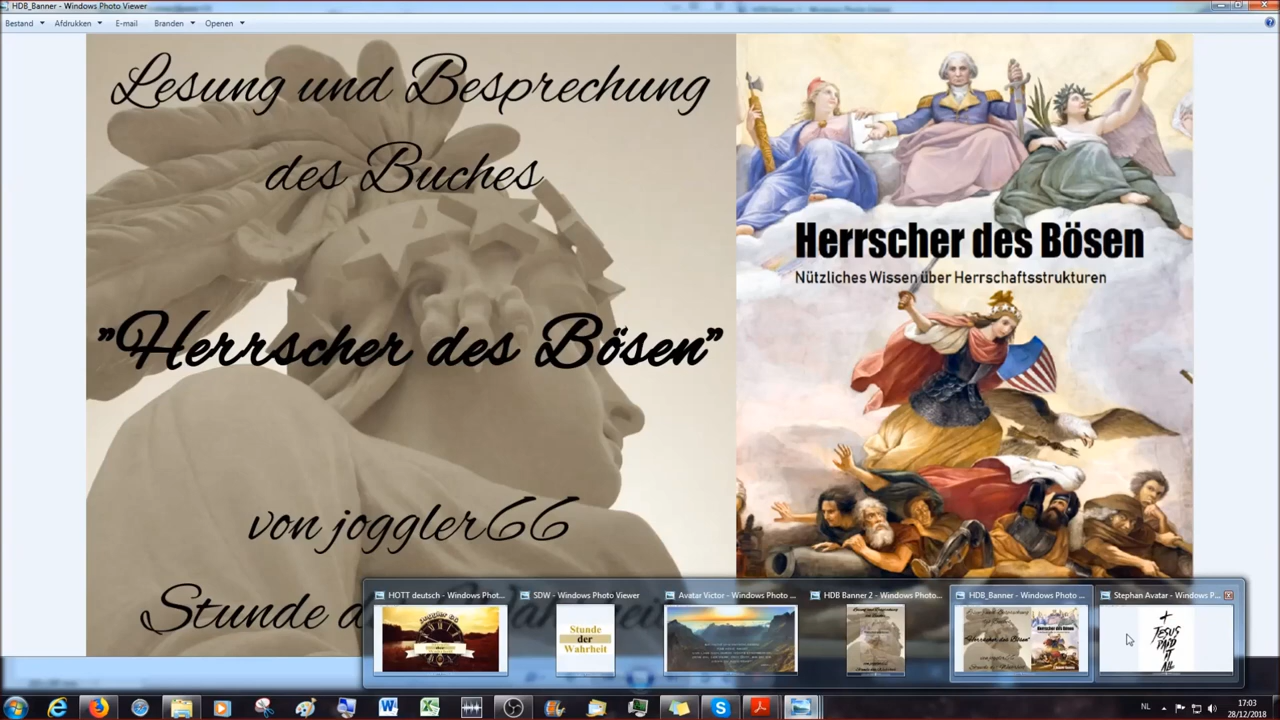 HDB_Banner - Windows Photo Viewer
Bestand Afdrukken E-mail Branden Openen
Lesung und Besprechung
des Buches
"Herrscher des Bösen"
von joggler66
Stunde
Herrscher des Bösen
Nützliches Wissen über Herrschaftsstrukturen
HOTT deutsch - Windows Phot...
SDW - Windows Photo Viewer
Avatar Victor - Windows Photo ...
HDB Banner 2 - Windows Photo...
HDB_Banner - Windows Photo ...
Stephan Avatar - Windows P...
Stunde
der
Wahrheit
Herrscher des Bösen
JESUS
PAID
IT
ALL
NL
17:03
28/12/2018